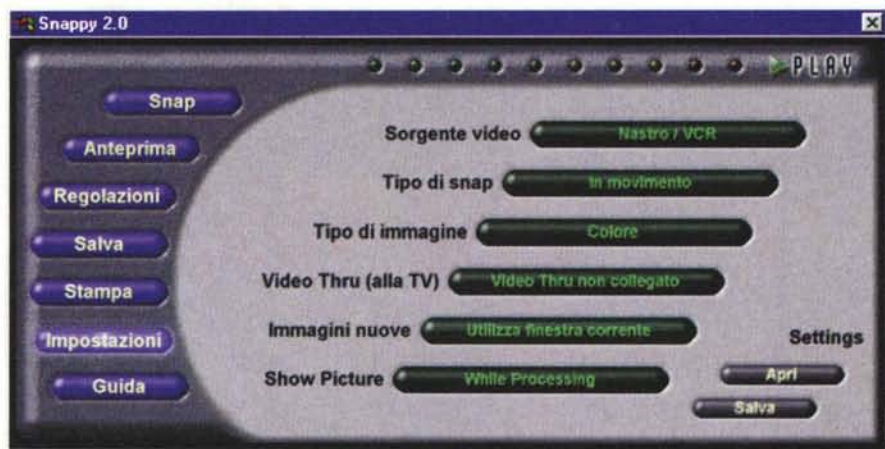 Snappy 2.0
PLAY
Snap
Anteprima
Regolazioni
Salva
Stampa
Impostazioni
Guida
Sorgente video Nastro / VCR
Tipo di snap In movimento
Tipo di immagine Colore
Video Thru (alla TV) Video Thru non collegato
Immagini nuove Utilizza finestra corrente
Show Picture While Processing
Settings
Apri
Salva